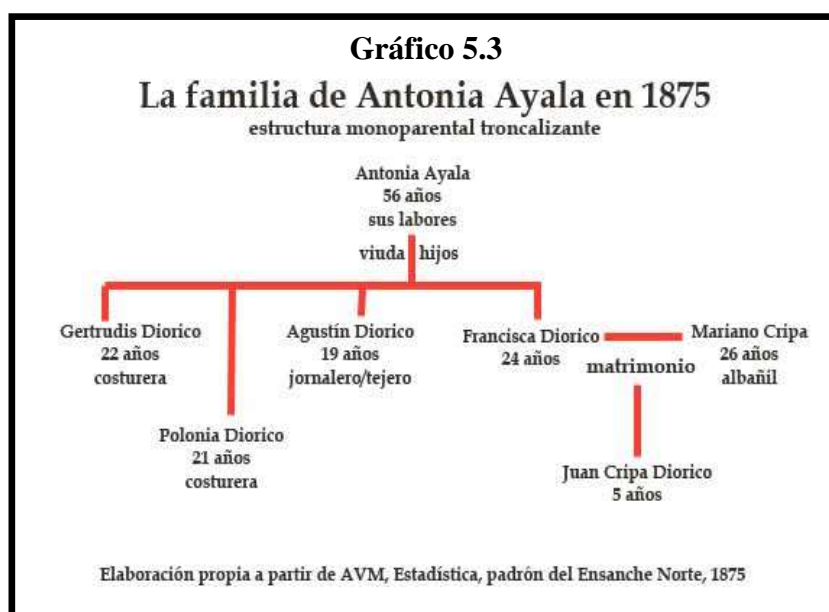 Gráfico 5.3
La familia de Antonia Ayala en 1875
estructura monoparental troncalizante
Antonia Ayala
56 años
sus labores
viuda hijos
Gertrudis Diorico
22 años
costurera
Polonia Diorico
21 años
costurera
Agustín Diorico
19 años
jornalero/tejero
Francisca Diorico
24 años
matrimonio
Mariano Cripa
26 años
albañil
Juan Cripa Diorico
5 años
Elaboración propia a partir de AVM, Estadística, padrón del Ensanche Norte, 1875